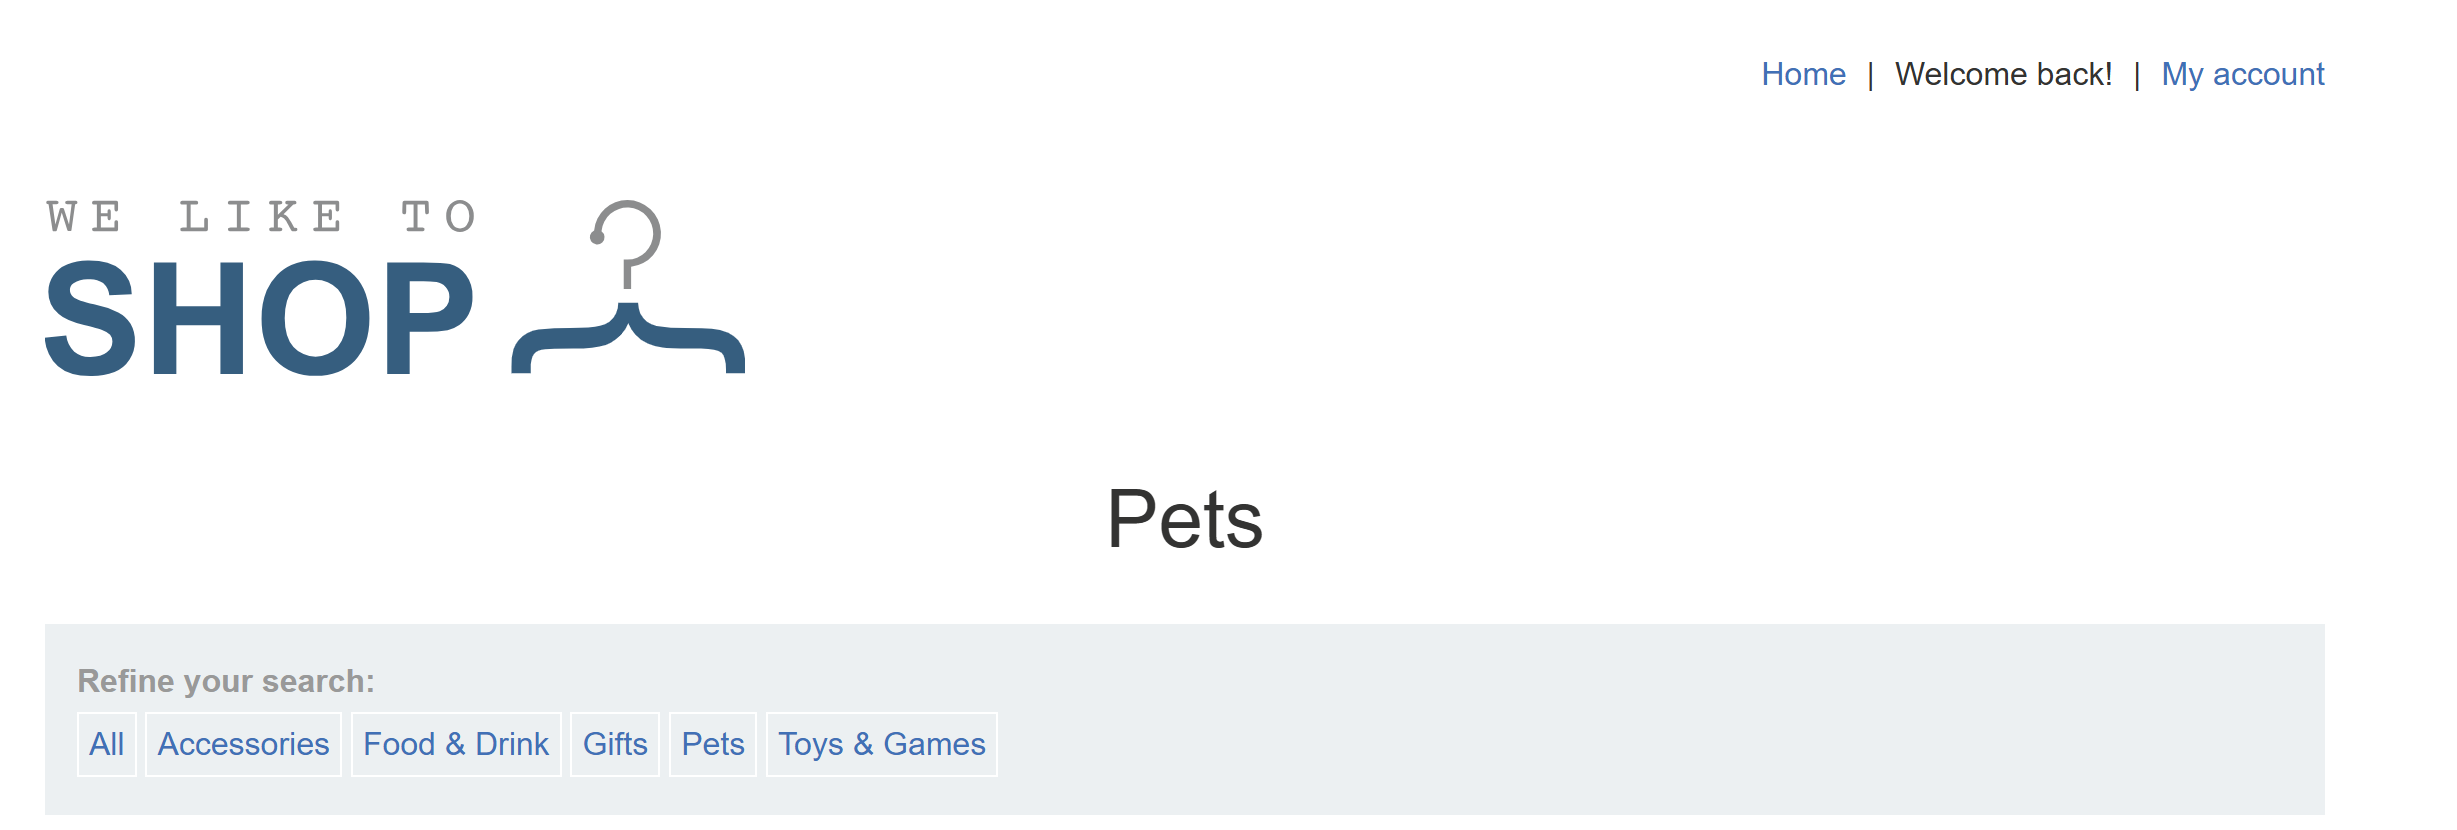 Home | Welcome back! | My account
WE LIKE TO
SHOP
Pets
Refine your search:
All Accessories Food & Drink Gifts Pets Toys & Games